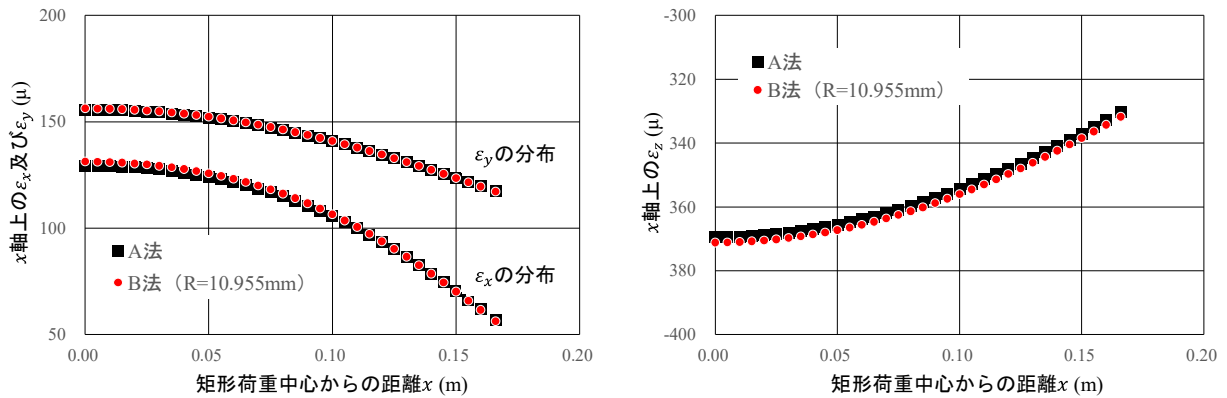 200
150
100
50
0.00
0.05
0.10
0.15
0.20
x軸上のεx及びεy (μ)
εyの分布
εxの分布
A法
B法（R=10.955mm）
矩形荷重中心からの距離x (m)
-300
320
340
360
380
-400
0.00
0.05
0.10
0.15
0.20
x軸上のεz (μ)
A法
B法（R=10.955mm）
矩形荷重中心からの距離x (m)